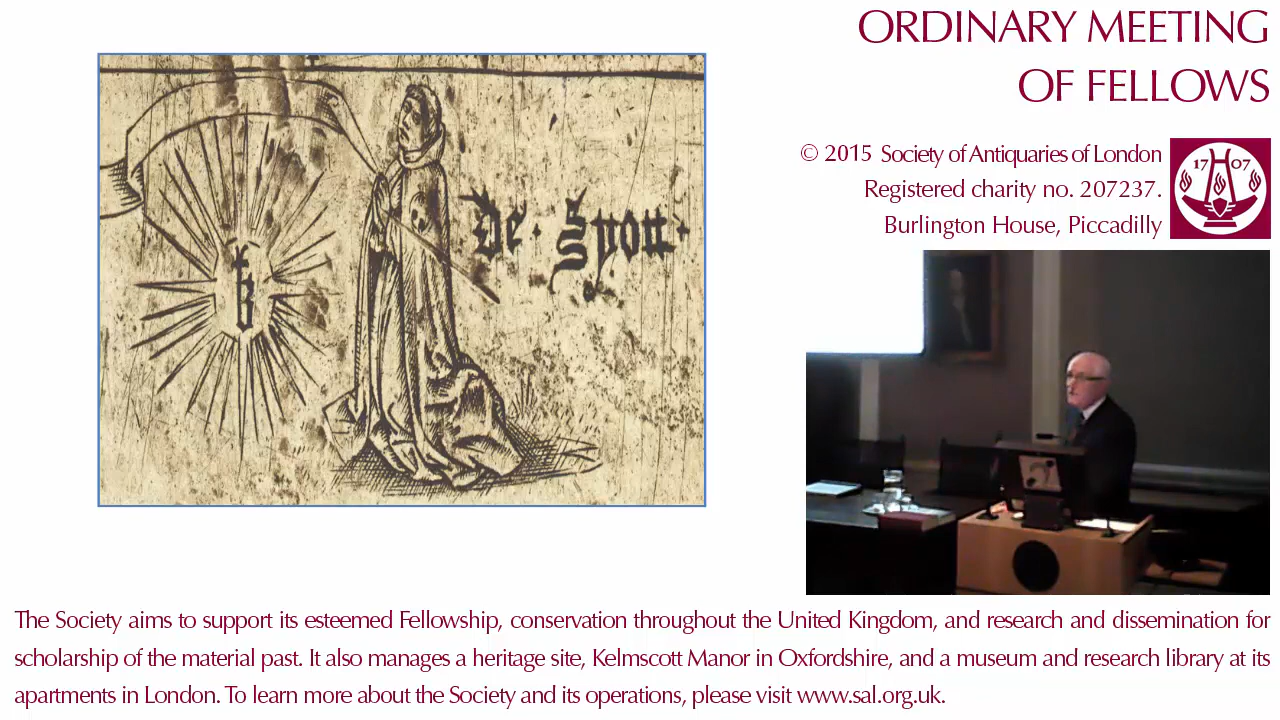 ORDINARY MEETING
OF FELLOWS
© 2015 Society of Antiquaries of London
Registered charity no. 207237.
Burlington House, Piccadilly
17 07
De · Spott ·
The Society aims to support its esteemed Fellowship, conservation throughout the United Kingdom, and research and dissemination for
scholarship of the material past. It also manages a heritage site, Kelmscott Manor in Oxfordshire, and a museum and research library at its
apartments in London. To learn more about the Society and its operations, please visit www.sal.org.uk.